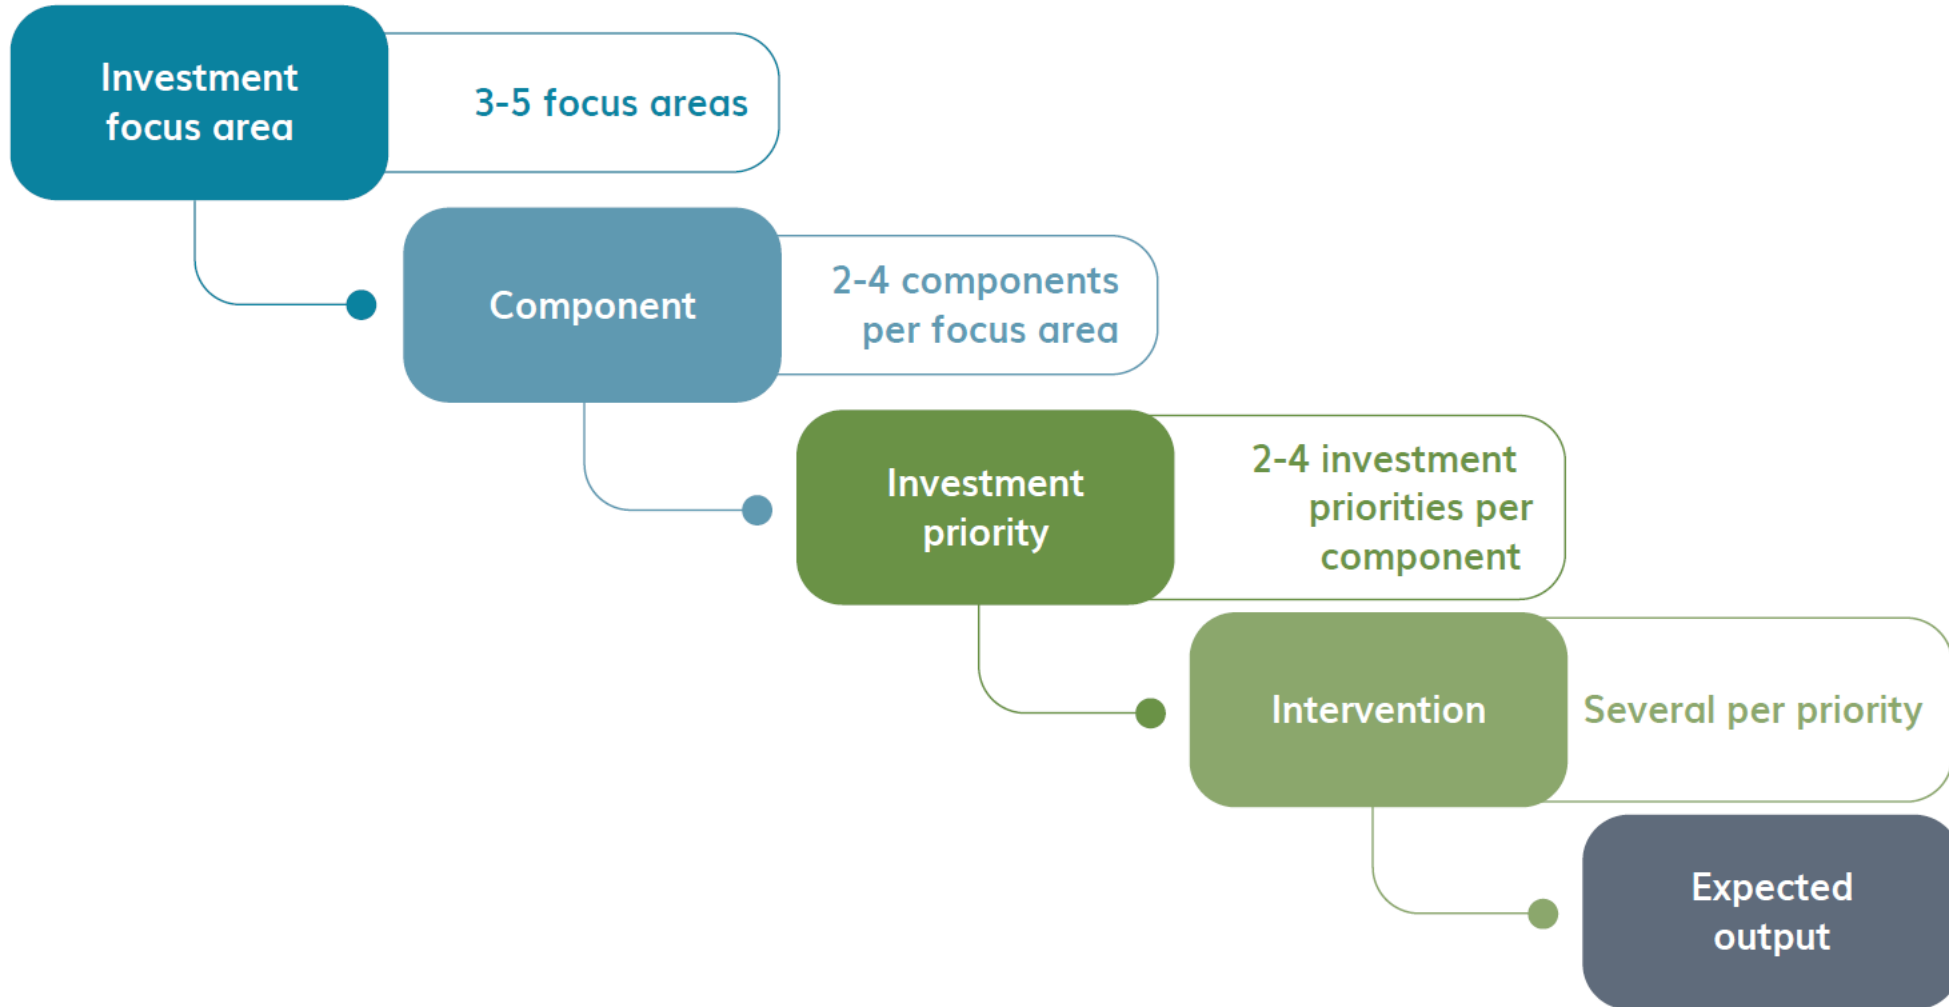 Investment
focus area
3-5 focus areas
Component
2-4 components
per focus area
Investment
priority
2-4 investment
priorities per
component
Intervention
Several per priority
Expected
output